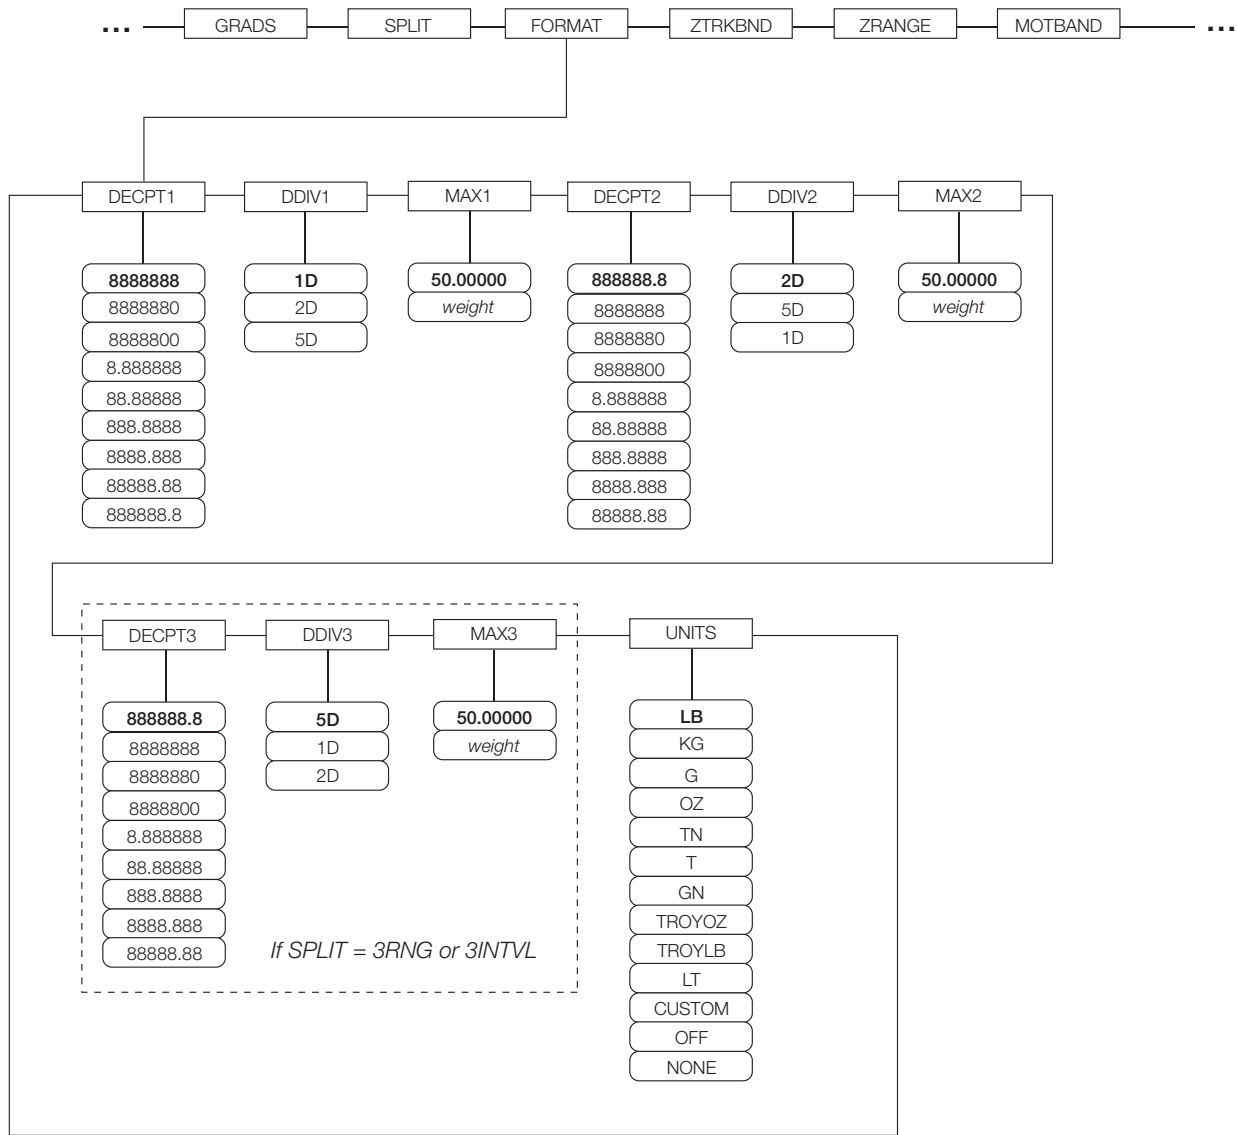 ... GRADS SPLIT FORMAT ZTRKBND ZRANGE MOTBAND ...
DECPT1 DDIV1 MAX1 DECPT2 DDIV2 MAX2
8888888
8888880
8888800
8.888888
88.88888
888.8888
8888.888
88888.88
888888.8
1D
2D
5D
50.00000
weight
888888.8
8888888
8888880
8888800
8.888888
88.88888
888.8888
8888.888
88888.88
2D
5D
1D
50.00000
weight
DECPT3 DDIV3 MAX3 UNITS
888888.8
8888888
8888880
8888800
8.888888
88.88888
888.8888
8888.888
88888.88
5D
1D
2D
50.00000
weight
If SPLIT = 3RNG or 3INTVL
LB
KG
G
OZ
TN
T
GN
TROYOZ
TROYLB
LT
CUSTOM
OFF
NONE